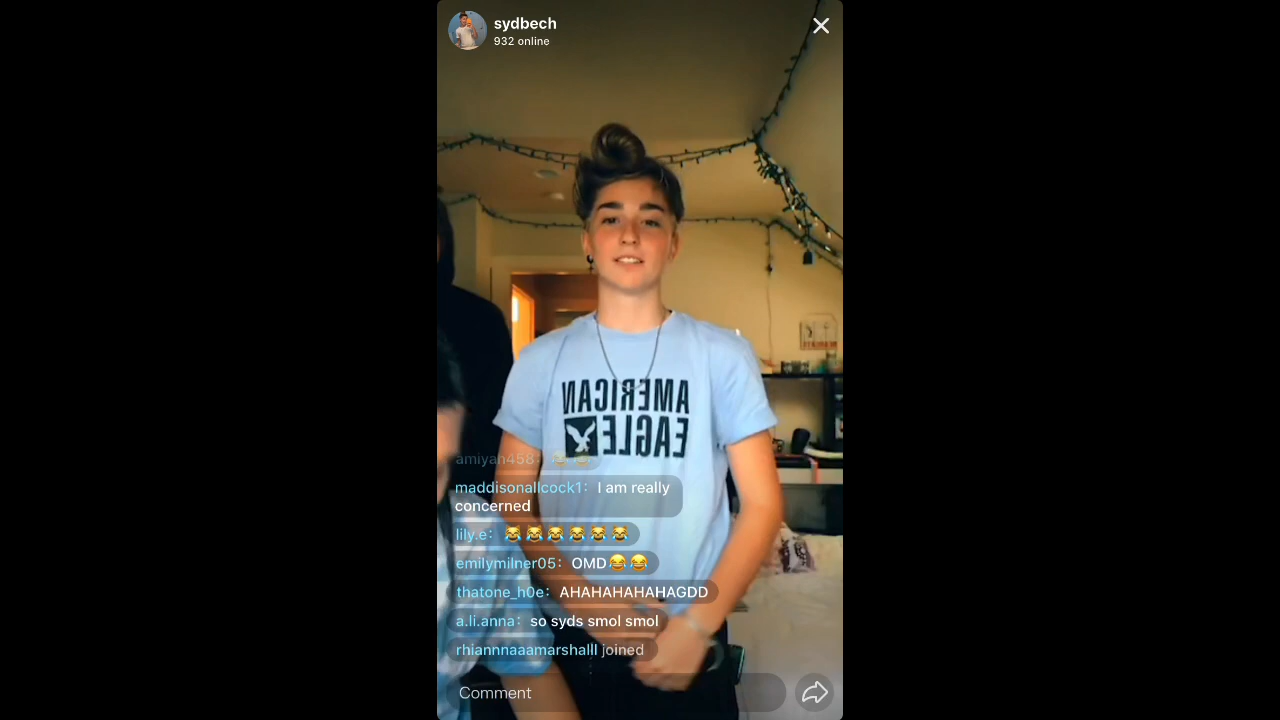 sydbech
932 online
AMERICAN
EAGLE
amiyah458: 😂 😂
maddisonallcock1: I am really
concerned
lily.e: 😹 😹 😹 😹 😹 😹
emilymilner05: OMD😂 😂
thatone_h0e: AHAHAHAHAHAGDD
a.li.anna: so syds smol smol
rhiannnaaamarshalll joined
Comment